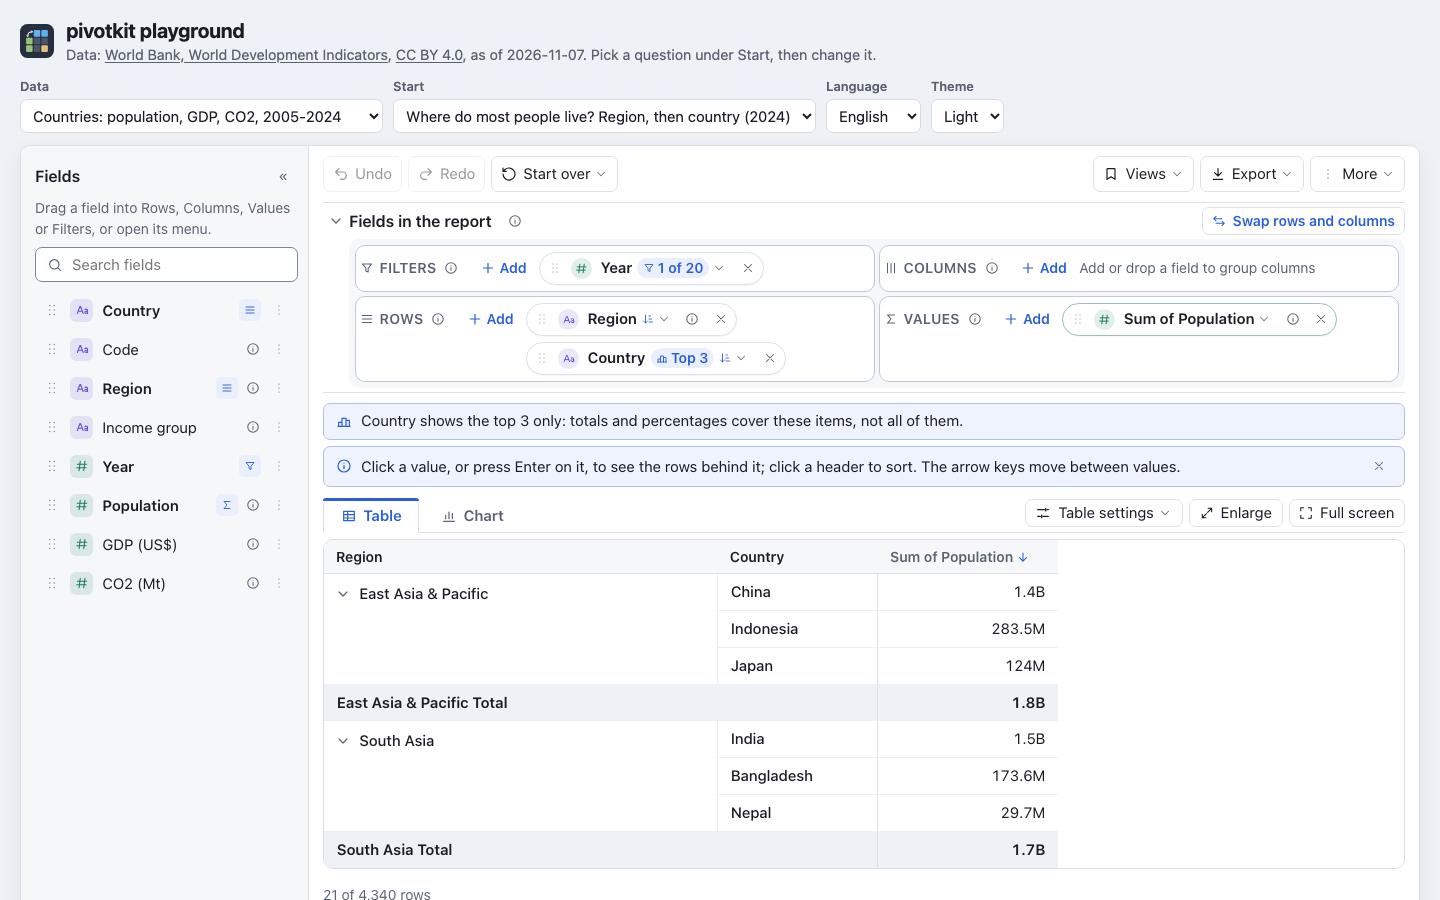 pivotkit playground
Data: World Bank, World Development Indicators, CC BY 4.0, as of 2026-11-07. Pick a question under Start, then change it.
Data
Start
Language
Theme
Countries: population, GDP, CO2, 2005-2024
Where do most people live? Region, then country (2024)
English
Light
Fields
«
Drag a field into Rows, Columns, Values
or Filters, or open its menu.
Search fields
Aa Country
Aa Code
Aa Region
Aa Income group
# Year
# Population Σ
# GDP (US$)
# CO2 (Mt)
Undo
Redo
Start over
Views
Export
More
Fields in the report
Swap rows and columns
FILTERS
+ Add
# Year 1 of 20
COLUMNS
+ Add
Add or drop a field to group columns
ROWS
+ Add
Aa Region
Aa Country Top 3
Σ VALUES
+ Add
# Sum of Population
Country shows the top 3 only: totals and percentages cover these items, not all of them.
Click a value, or press Enter on it, to see the rows behind it; click a header to sort. The arrow keys move between values.
Table
Chart
Table settings
Enlarge
Full screen
Region Country Sum of Population ↓
East Asia & Pacific China 1.4B
Indonesia 283.5M
Japan 124M
East Asia & Pacific Total 1.8B
South Asia India 1.5B
Bangladesh 173.6M
Nepal 29.7M
South Asia Total 1.7B
21 of 4,340 rows